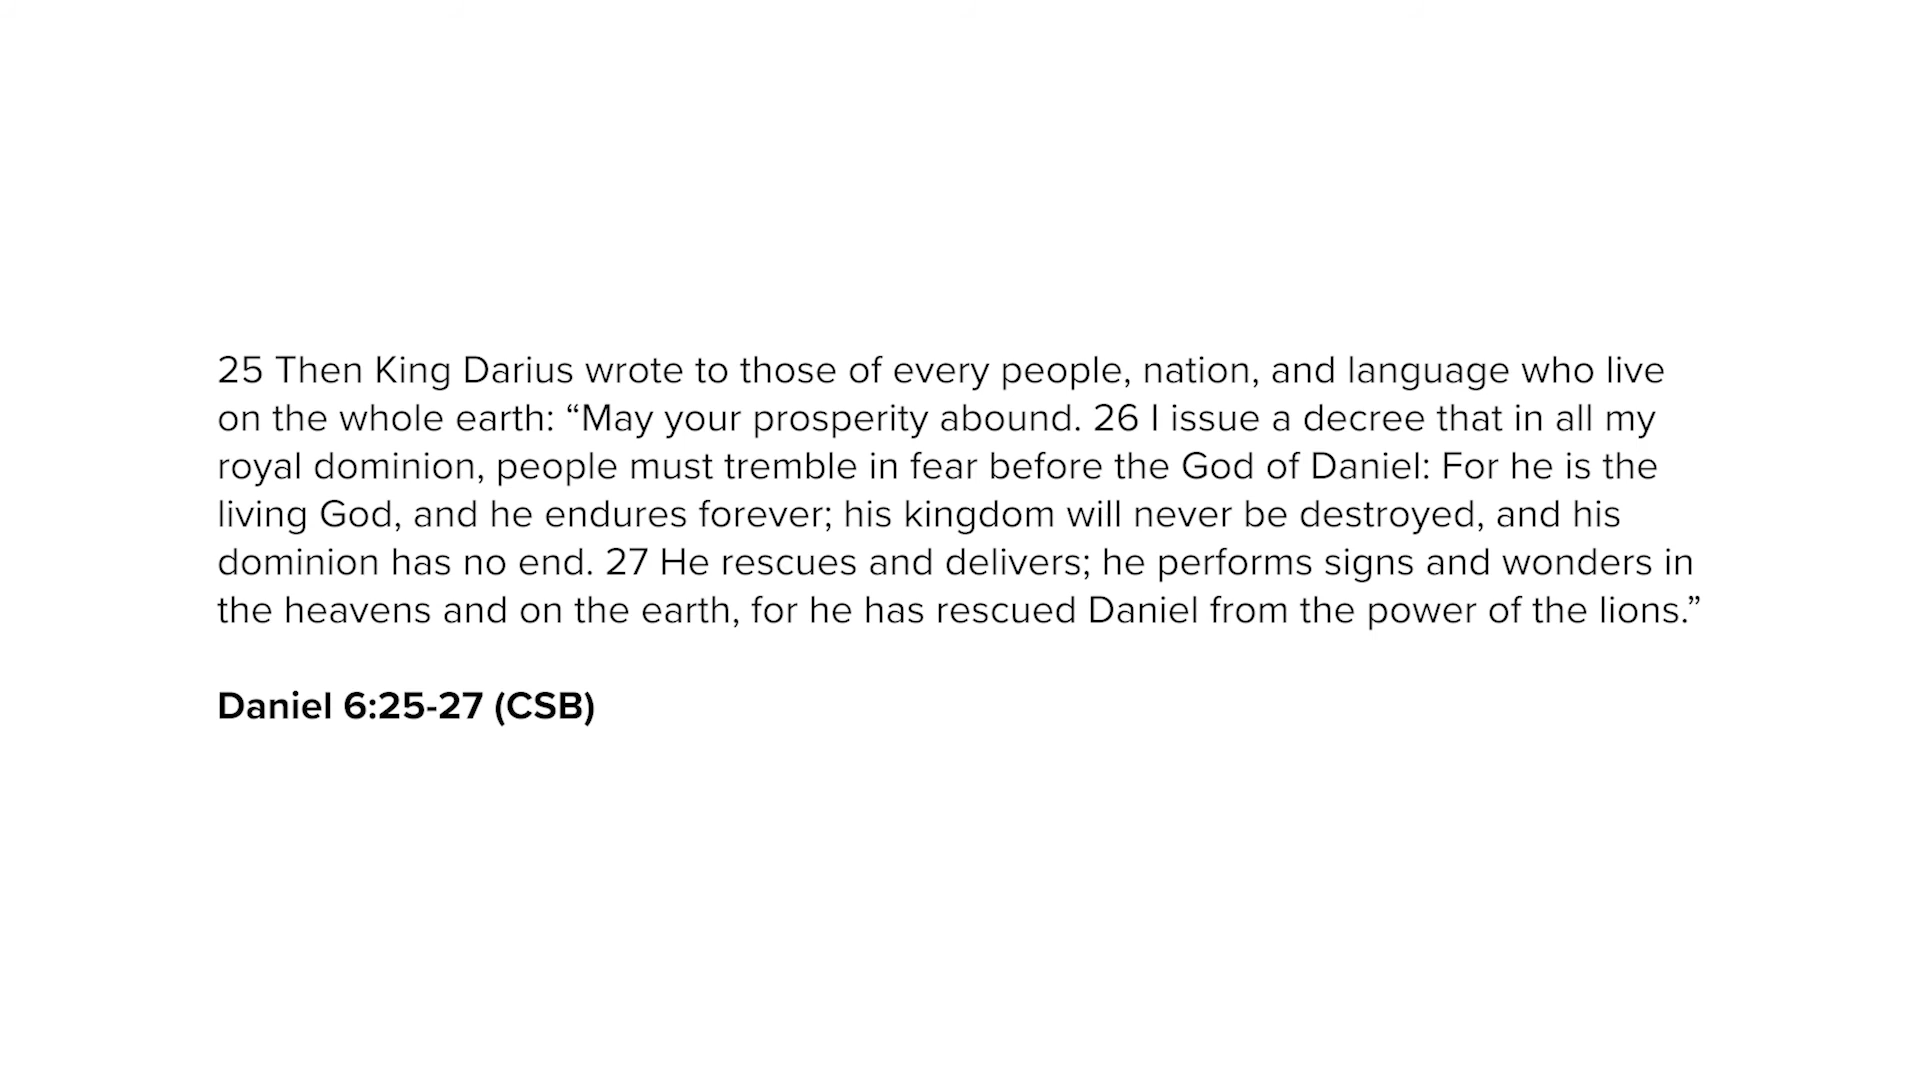 25 Then King Darius wrote to those of every people, nation, and language who live
on the whole earth: “May your prosperity abound. 26 I issue a decree that in all my
royal dominion, people must tremble in fear before the God of Daniel: For he is the
living God, and he endures forever; his kingdom will never be destroyed, and his
dominion has no end. 27 He rescues and delivers; he performs signs and wonders in
the heavens and on the earth, for he has rescued Daniel from the power of the lions.”
Daniel 6:25-27 (CSB)